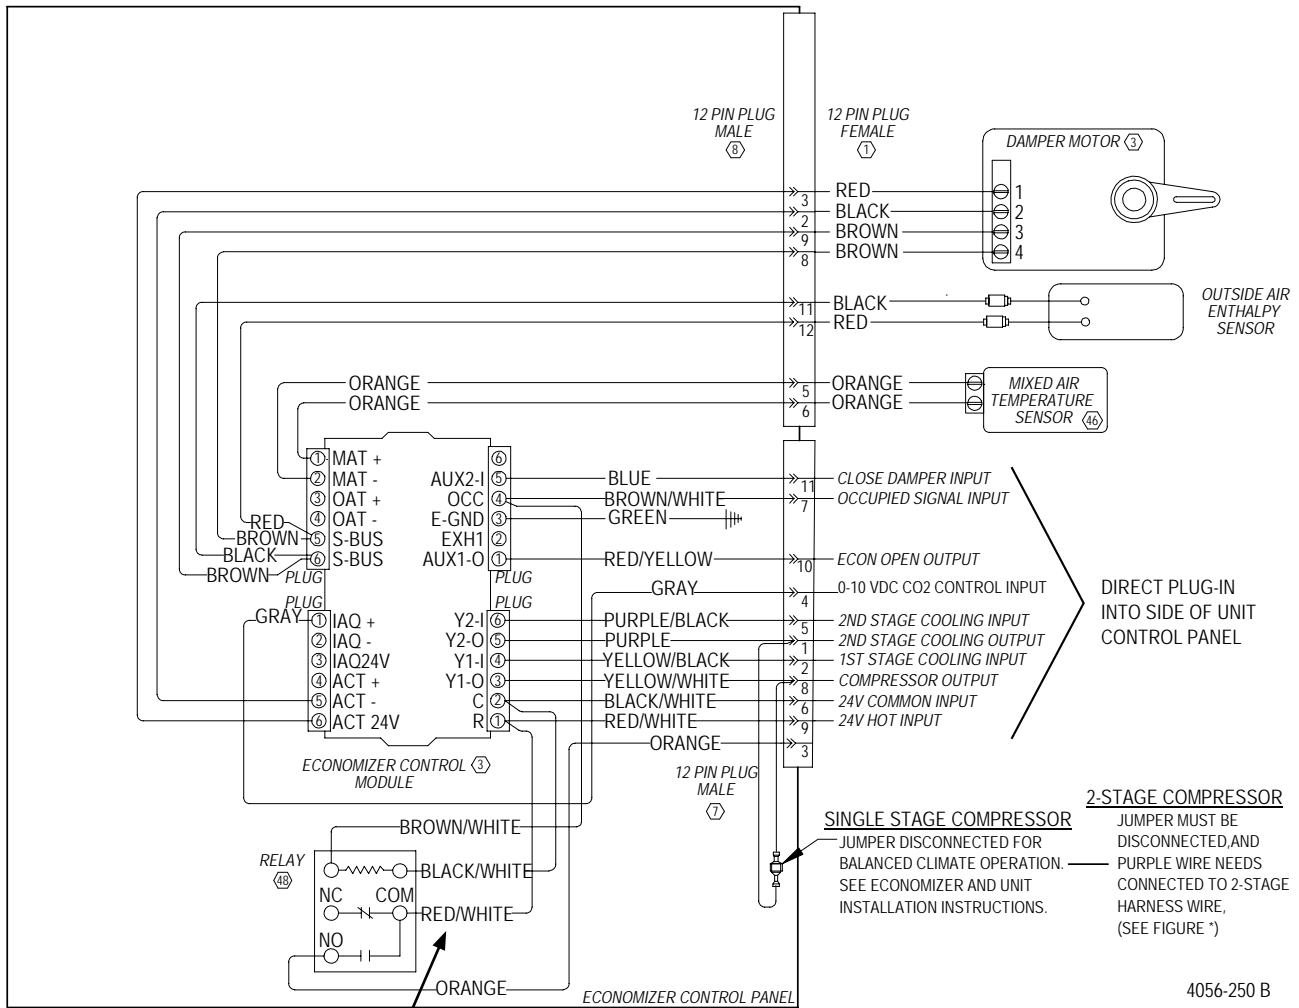 12 PIN PLUG
MALE
8
12 PIN PLUG
FEMALE
1
DAMPER MOTOR 3
3 RED 1
2 BLACK 2
9 BROWN 3
8 BROWN 4
11 BLACK
12 RED
OUTSIDE AIR
ENTHALPY
SENSOR
ORANGE 5 ORANGE
ORANGE 6 ORANGE
MIXED AIR
TEMPERATURE
SENSOR 46
1 MAT +
2 MAT -
3 OAT +
4 OAT -
RED
BROWN 5 S-BUS
BLACK
BROWN 6 S-BUS
PLUG
6
AUX2-I 5 BLUE 11 CLOSE DAMPER INPUT
OCC 4 BROWN/WHITE 7 OCCUPIED SIGNAL INPUT
E-GND 3 GREEN
EXH1 2
AUX1-O 1 RED/YELLOW 10 ECON OPEN OUTPUT
PLUG
GRAY 4 0-10 VDC CO2 CONTROL INPUT
PLUG
GRAY 1 IAQ +
2 IAQ -
3 IAQ24V
4 ACT +
5 ACT -
6 ACT 24V
PLUG
Y2-I 6 PURPLE/BLACK 5 2ND STAGE COOLING INPUT
Y2-O 5 PURPLE 1 2ND STAGE COOLING OUTPUT
Y1-I 4 YELLOW/BLACK 2 1ST STAGE COOLING INPUT
Y1-O 3 YELLOW/WHITE 8 COMPRESSOR OUTPUT
C 2 BLACK/WHITE 6 24V COMMON INPUT
R 1 RED/WHITE 9 24V HOT INPUT
ORANGE 3
DIRECT PLUG-IN
INTO SIDE OF UNIT
CONTROL PANEL
ECONOMIZER CONTROL 3
MODULE
12 PIN PLUG
MALE
7
BROWN/WHITE
RELAY
48
BLACK/WHITE
NC COM
RED/WHITE
NO
ORANGE
SINGLE STAGE COMPRESSOR
JUMPER DISCONNECTED FOR
BALANCED CLIMATE OPERATION.
SEE ECONOMIZER AND UNIT
INSTALLATION INSTRUCTIONS.
2-STAGE COMPRESSOR
JUMPER MUST BE
DISCONNECTED,AND
PURPLE WIRE NEEDS
CONNECTED TO 2-STAGE
HARNESS WIRE,
(SEE FIGURE *)
ECONOMIZER CONTROL PANEL
4056-250 B